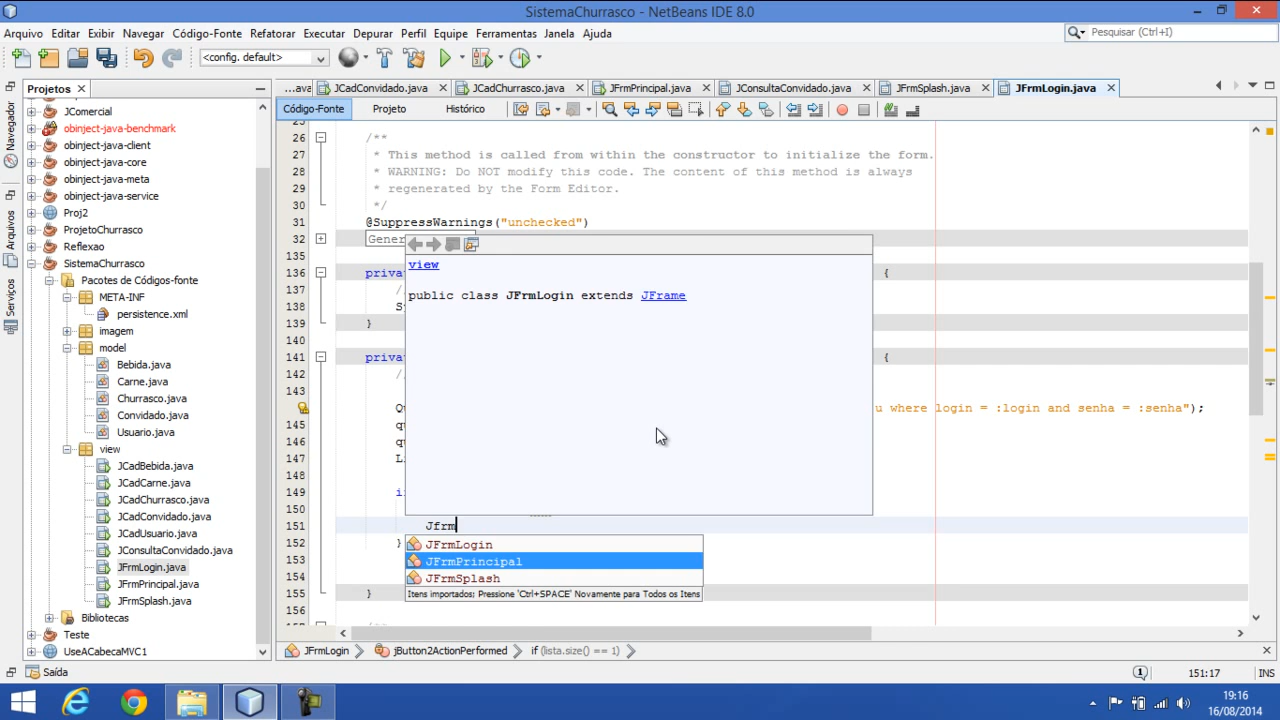 SistemaChurrasco - NetBeans IDE 8.0
Arquivo Editar Exibir Navegar Código-Fonte Refatorar Executar Depurar Perfil Equipe Ferramentas Janela Ajuda
Pesquisar (Ctrl+I)
<config. default>
Projetos
...ava JCadConvidado.java JCadChurrasco.java JFrmPrincipal.java JConsultaConvidado.java JFrmSplash.java JFrmLogin.java
Código-Fonte Projeto Histórico
Navegador
Arquivos
Serviços
JComercial
obinject-java-benchmark
obinject-java-client
obinject-java-core
obinject-java-meta
obinject-java-service
Proj2
ProjetoChurrasco
Reflexao
SistemaChurrasco
Pacotes de Códigos-fonte
META-INF
persistence.xml
imagem
model
Bebida.java
Carne.java
Churrasco.java
Convidado.java
Usuario.java
view
JCadBebida.java
JCadCarne.java
JCadChurrasco.java
JCadConvidado.java
JCadUsuario.java
JConsultaConvidado.java
JFrmLogin.java
JFrmPrincipal.java
JFrmSplash.java
Bibliotecas
Teste
UseACabecaMVC1
26 /**
27 * This method is called from within the constructor to initialize the form.
28 * WARNING: Do NOT modify this code. The content of this method is always
29 * regenerated by the Form Editor.
30 */
31 @SuppressWarnings("unchecked")
32 Gener
135
136 priva {
137 /
138 S
139 }
140
141 priva {
142 /
143
Q u where login = :login and senha = :senha");
145 q
146 q
147 L
148
149 i
150
151 Jfrm
152 }
153
154
155 }
156
view
public class JFrmLogin extends JFrame
JFrmLogin
JFrmPrincipal
JFrmSplash
Itens importados; Pressione 'Ctrl+SPACE' Novamente para Todos os Itens
JFrmLogin jButton2ActionPerformed if (lista.size() == 1)
Saída
1 151:17 INS
19:16
16/08/2014